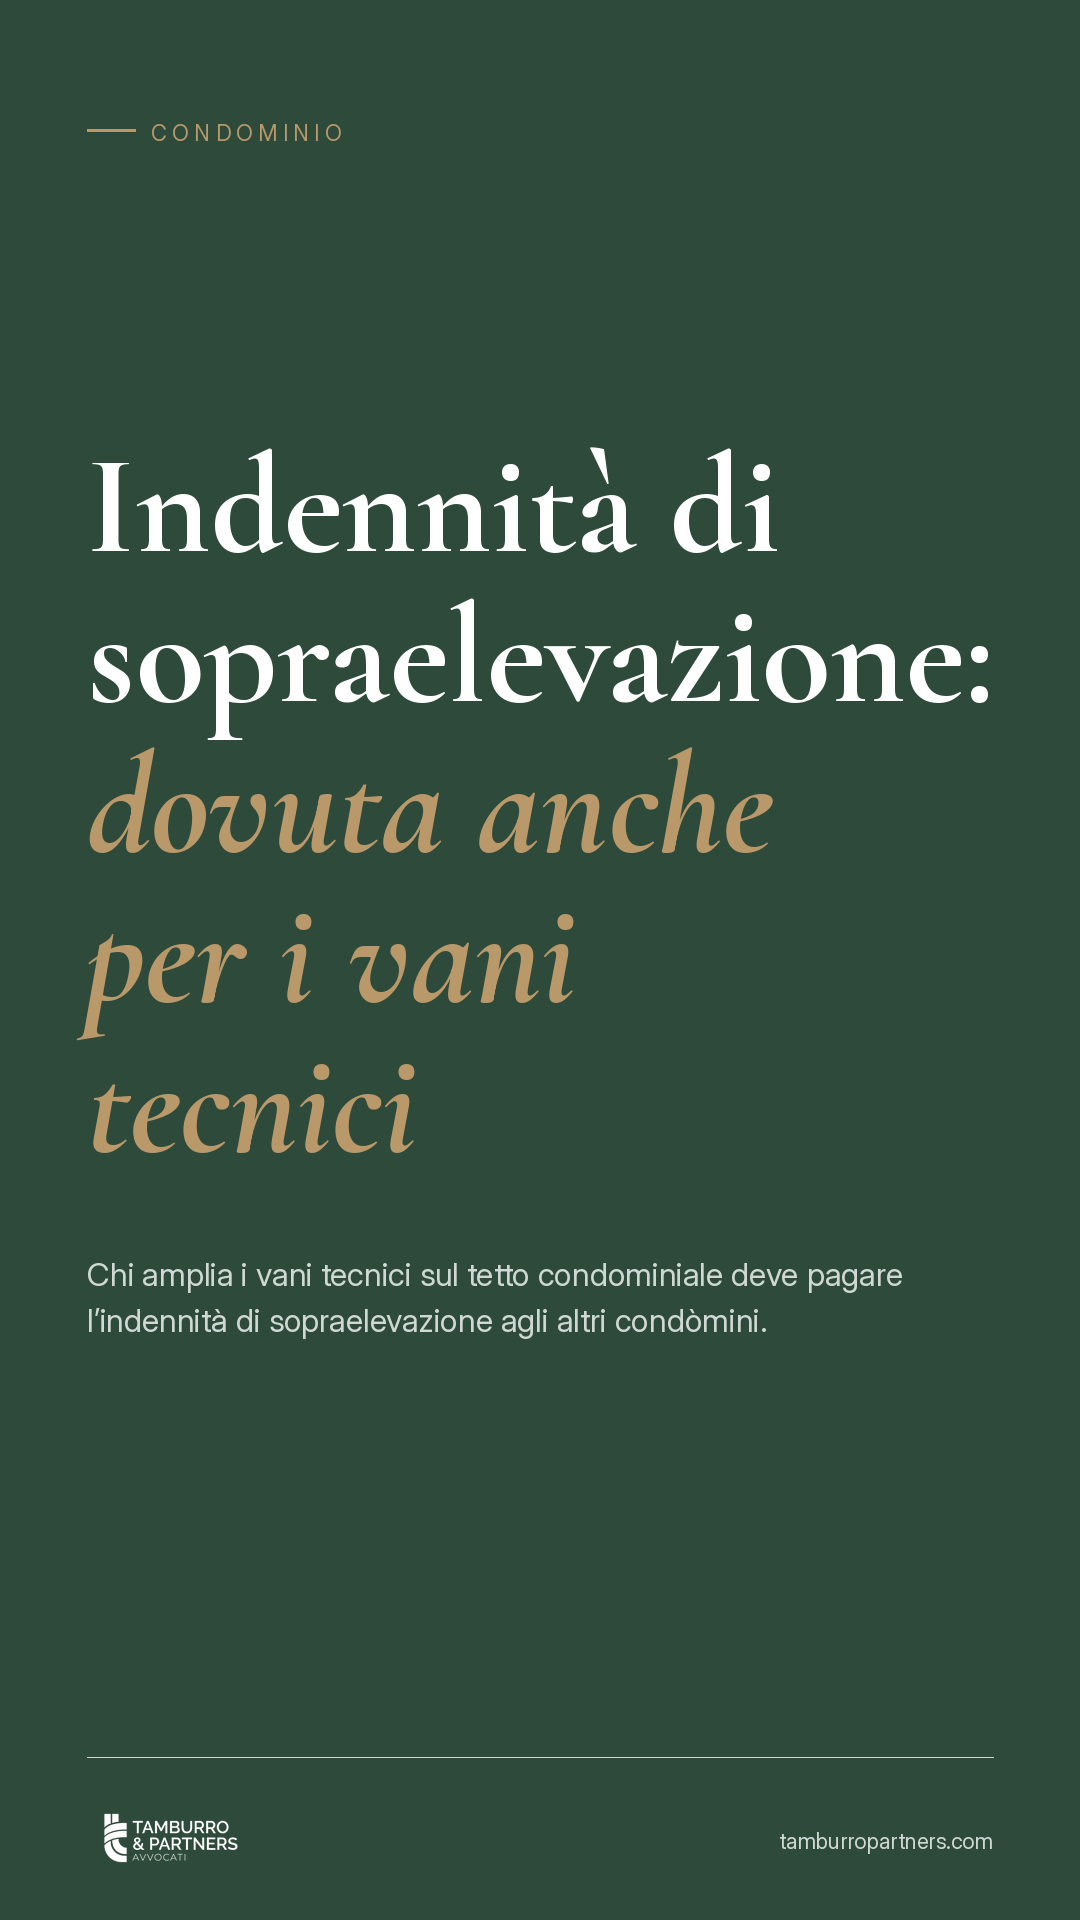 CONDOMINIO
Indennità di
sopraelevazione:
dovuta anche
per i vani
tecnici
Chi amplia i vani tecnici sul tetto condominiale deve pagare
l’indennità di sopraelevazione agli altri condòmini.
TAMBURRO
& PARTNERS
AVVOCATI
tamburropartners.com